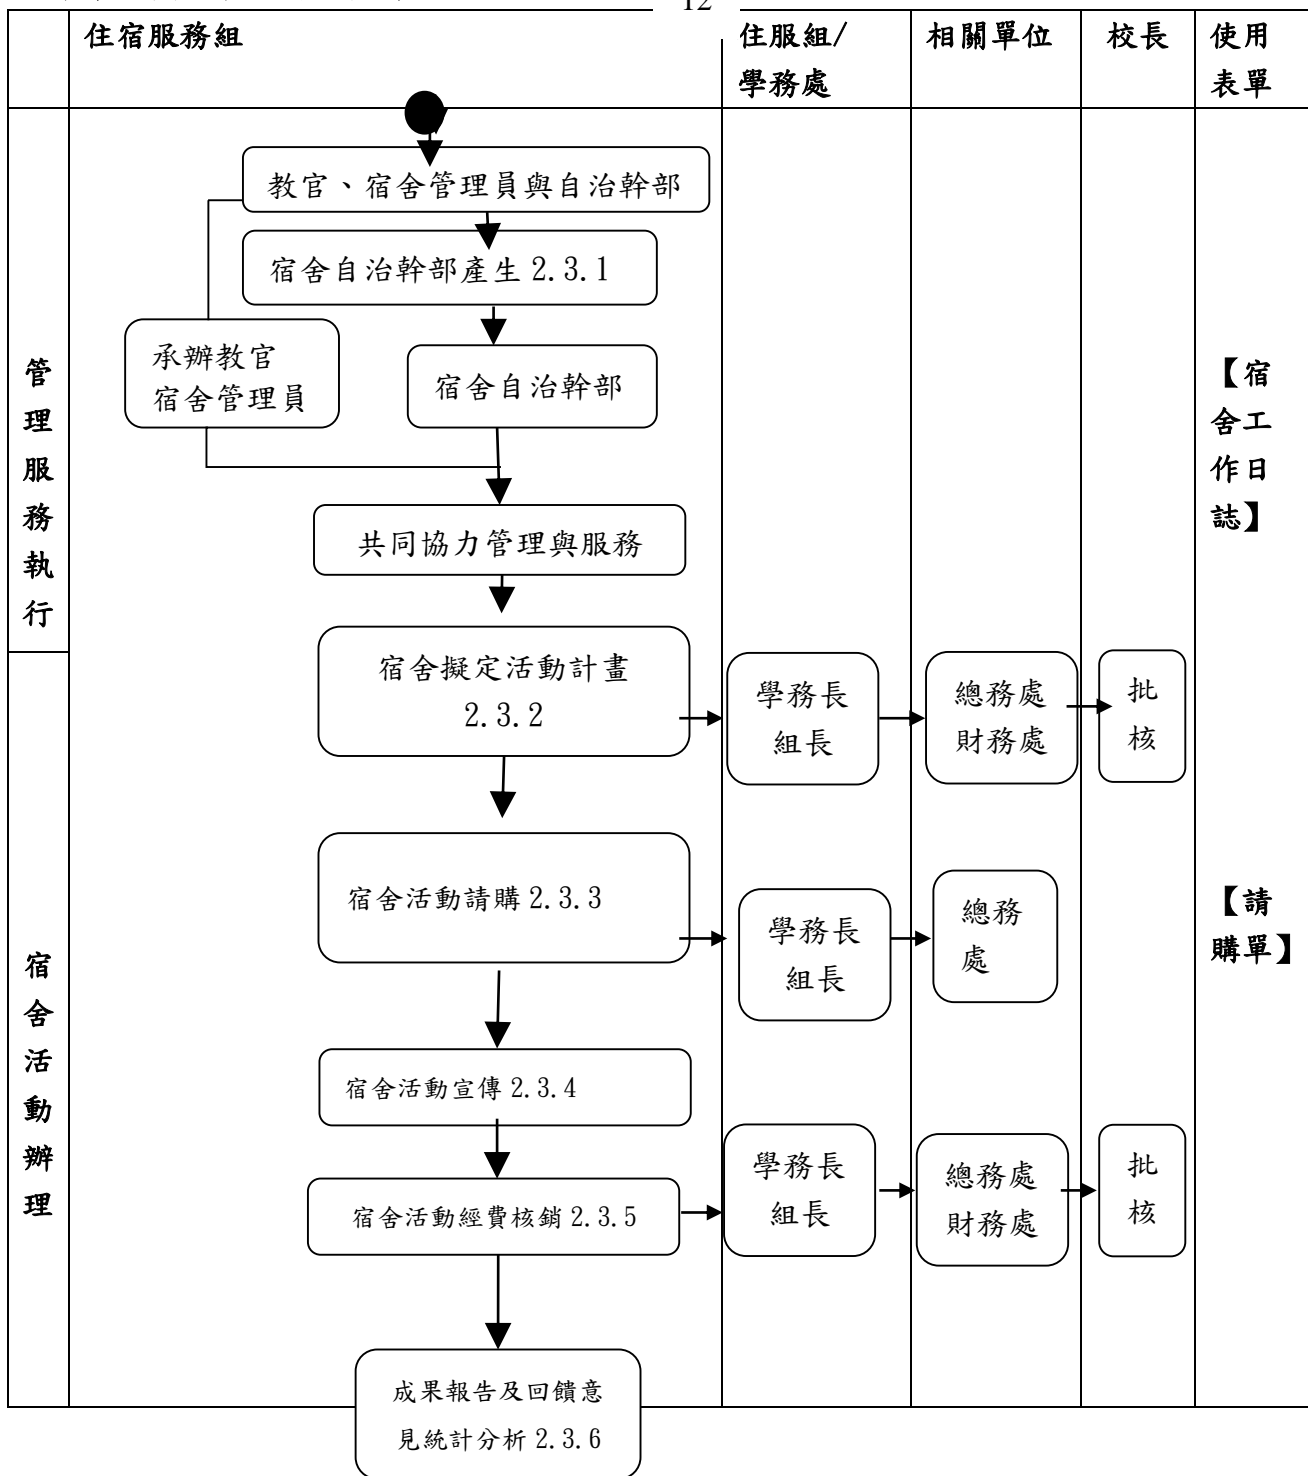 12
住宿服務組
住服組/
學務處
相關單位
校長
使用
表單
管理服務執行
教官、宿舍管理員與自治幹部
宿舍自治幹部產生 2.3.1
承辦教官
宿舍管理員
宿舍自治幹部
【宿
舍工
作日
誌】
共同協力管理與服務
宿舍活動辦理
宿舍擬定活動計畫
2.3.2
學務長
組長
總務處
財務處
批
核
宿舍活動請購 2.3.3
學務長
組長
總務
處
【請
購單】
宿舍活動宣傳 2.3.4
宿舍活動經費核銷 2.3.5
學務長
組長
總務處
財務處
批
核
成果報告及回饋意
見統計分析 2.3.6